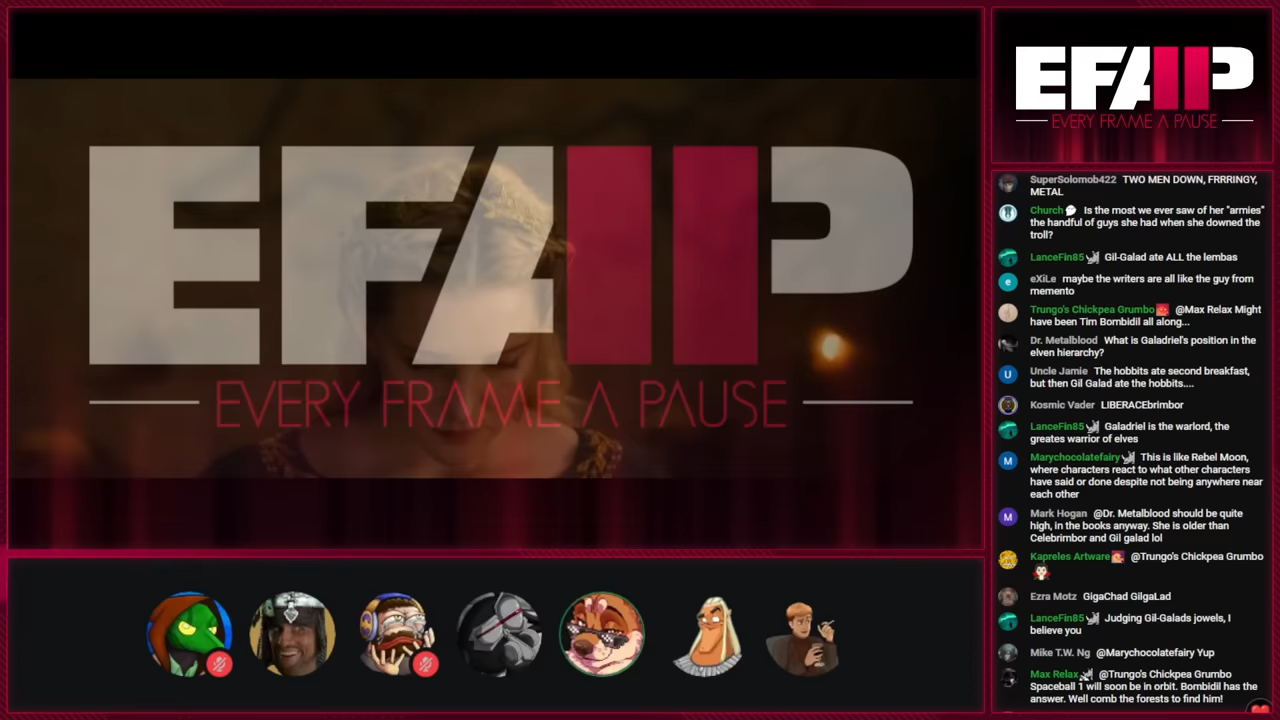 EFAP
EVERY FRAME A PAUSE
EFAP
EVERY FRAME A PAUSE
SuperSolomob422 TWO MEN DOWN, FRRRINGY,
METAL
Church Is the most we ever saw of her "armies"
the handful of guys she had when she downed the
troll?
LanceFin85 Gil-Galad ate ALL the lembas
e
eXiLe maybe the writers are all like the guy from
memento
Trungo's Chickpea Grumbo @Max Relax Might
have been Tim Bombidil all along...
Dr. Metalblood What is Galadriel's position in the
elven hierarchy?
U
Uncle Jamie The hobbits ate second breakfast,
but then Gil Galad ate the hobbits....
Kosmic Vader LIBERACEbrimbor
LanceFin85 Galadriel is the warlord, the
greates warrior of elves
M
Marychocolatefairy This is like Rebel Moon,
where characters react to what other characters
have said or done despite not being anywhere near
each other
M
Mark Hogan @Dr. Metalblood should be quite
high, in the books anyway. She is older than
Celebrimbor and Gil galad lol
Kapreles Artware @Trungo's Chickpea Grumbo
Ezra Motz GigaChad GilgaLad
LanceFin85 Judging Gil-Galads jowels, I
believe you
Mike T.W. Ng @Marychocolatefairy Yup
Max Relax @Trungo's Chickpea Grumbo
Spaceball 1 will soon be in orbit. Bombidil has the
answer. Well comb the forests to find him!